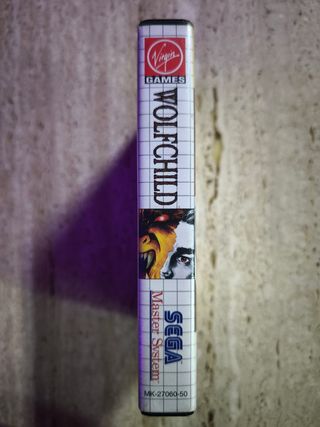 Virgin
GAMES
WOLFCHILD
SEGA
Master System
MK-27060-50